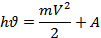 hϑ = mV²/2 + A